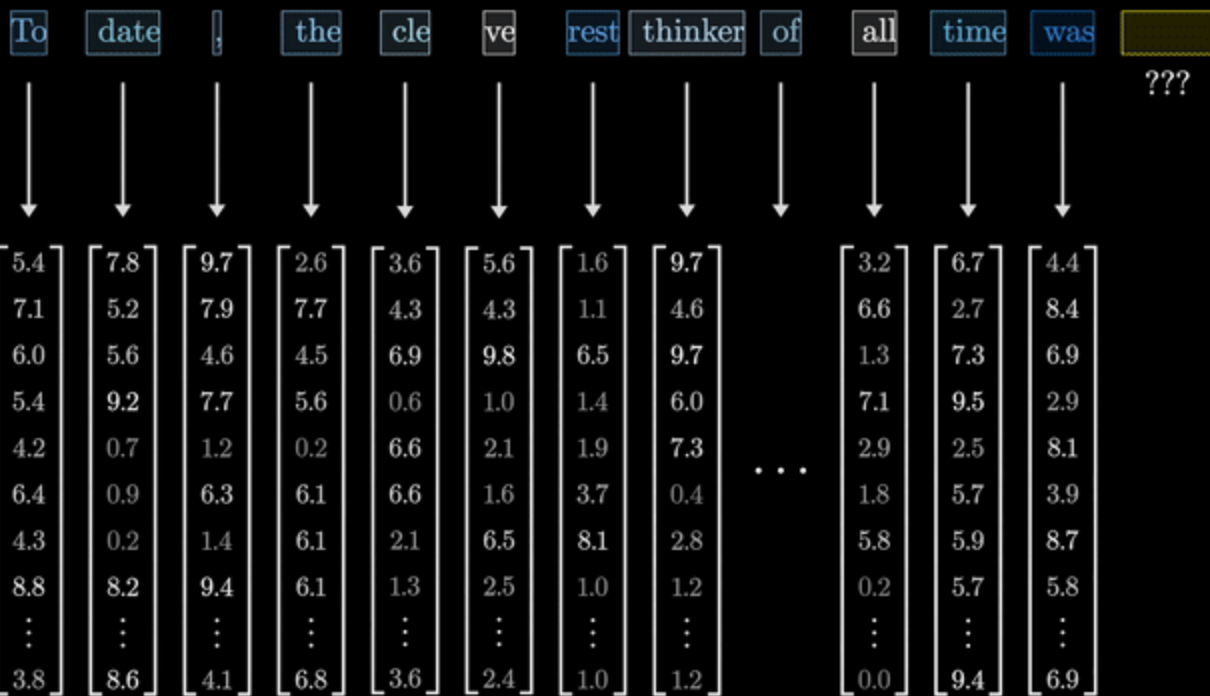 To date , the cle ve rest thinker of all time was
???
5.4 7.8 9.7 2.6 3.6 5.6 1.6 9.7 3.2 6.7 4.4
7.1 5.2 7.9 7.7 4.3 4.3 1.1 4.6 6.6 2.7 8.4
6.0 5.6 4.6 4.5 6.9 9.8 6.5 9.7 1.3 7.3 6.9
5.4 9.2 7.7 5.6 0.6 1.0 1.4 6.0 7.1 9.5 2.9
4.2 0.7 1.2 0.2 6.6 2.1 1.9 7.3 ... 2.9 2.5 8.1
6.4 0.9 6.3 6.1 6.6 1.6 3.7 0.4 1.8 5.7 3.9
4.3 0.2 1.4 6.1 2.1 6.5 8.1 2.8 5.8 5.9 8.7
8.8 8.2 9.4 6.1 1.3 2.5 1.0 1.2 0.2 5.7 5.8
⋮ ⋮ ⋮ ⋮ ⋮ ⋮ ⋮ ⋮ ⋮ ⋮ ⋮
3.8 8.6 4.1 6.8 3.6 2.4 1.0 1.2 0.0 9.4 6.9